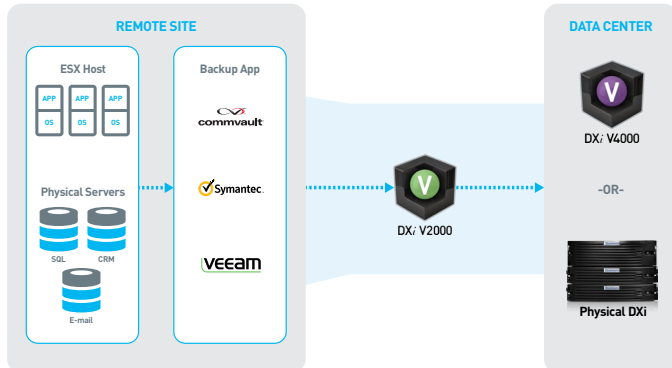 REMOTE SITE
ESX Host
APP APP APP
OS OS OS
Physical Servers
SQL CRM
E-mail
Backup App
commvault
Symantec.
veeam
V
DXi V2000
DATA CENTER
V
DXi V4000
-OR-
Physical DXi